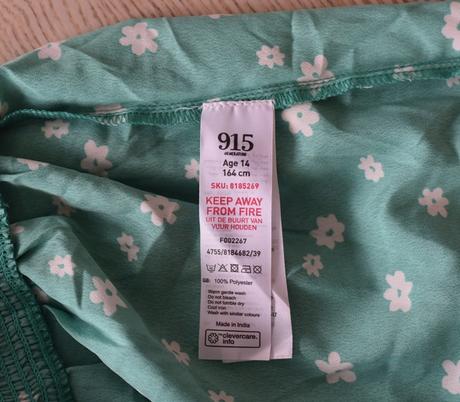 915
GENERATION
Age 14
164 cm
SKU: 8185269
KEEP AWAY
FROM FIRE
UIT DE BUURT VAN
VUUR HOUDEN
F002267
4755/8184682/39
GB: 100% Polyester
Warm gentle wash
Do not bleach
Do not tumble dry
Cool iron
Wash with similar colours
Made in India
clevercare.
info